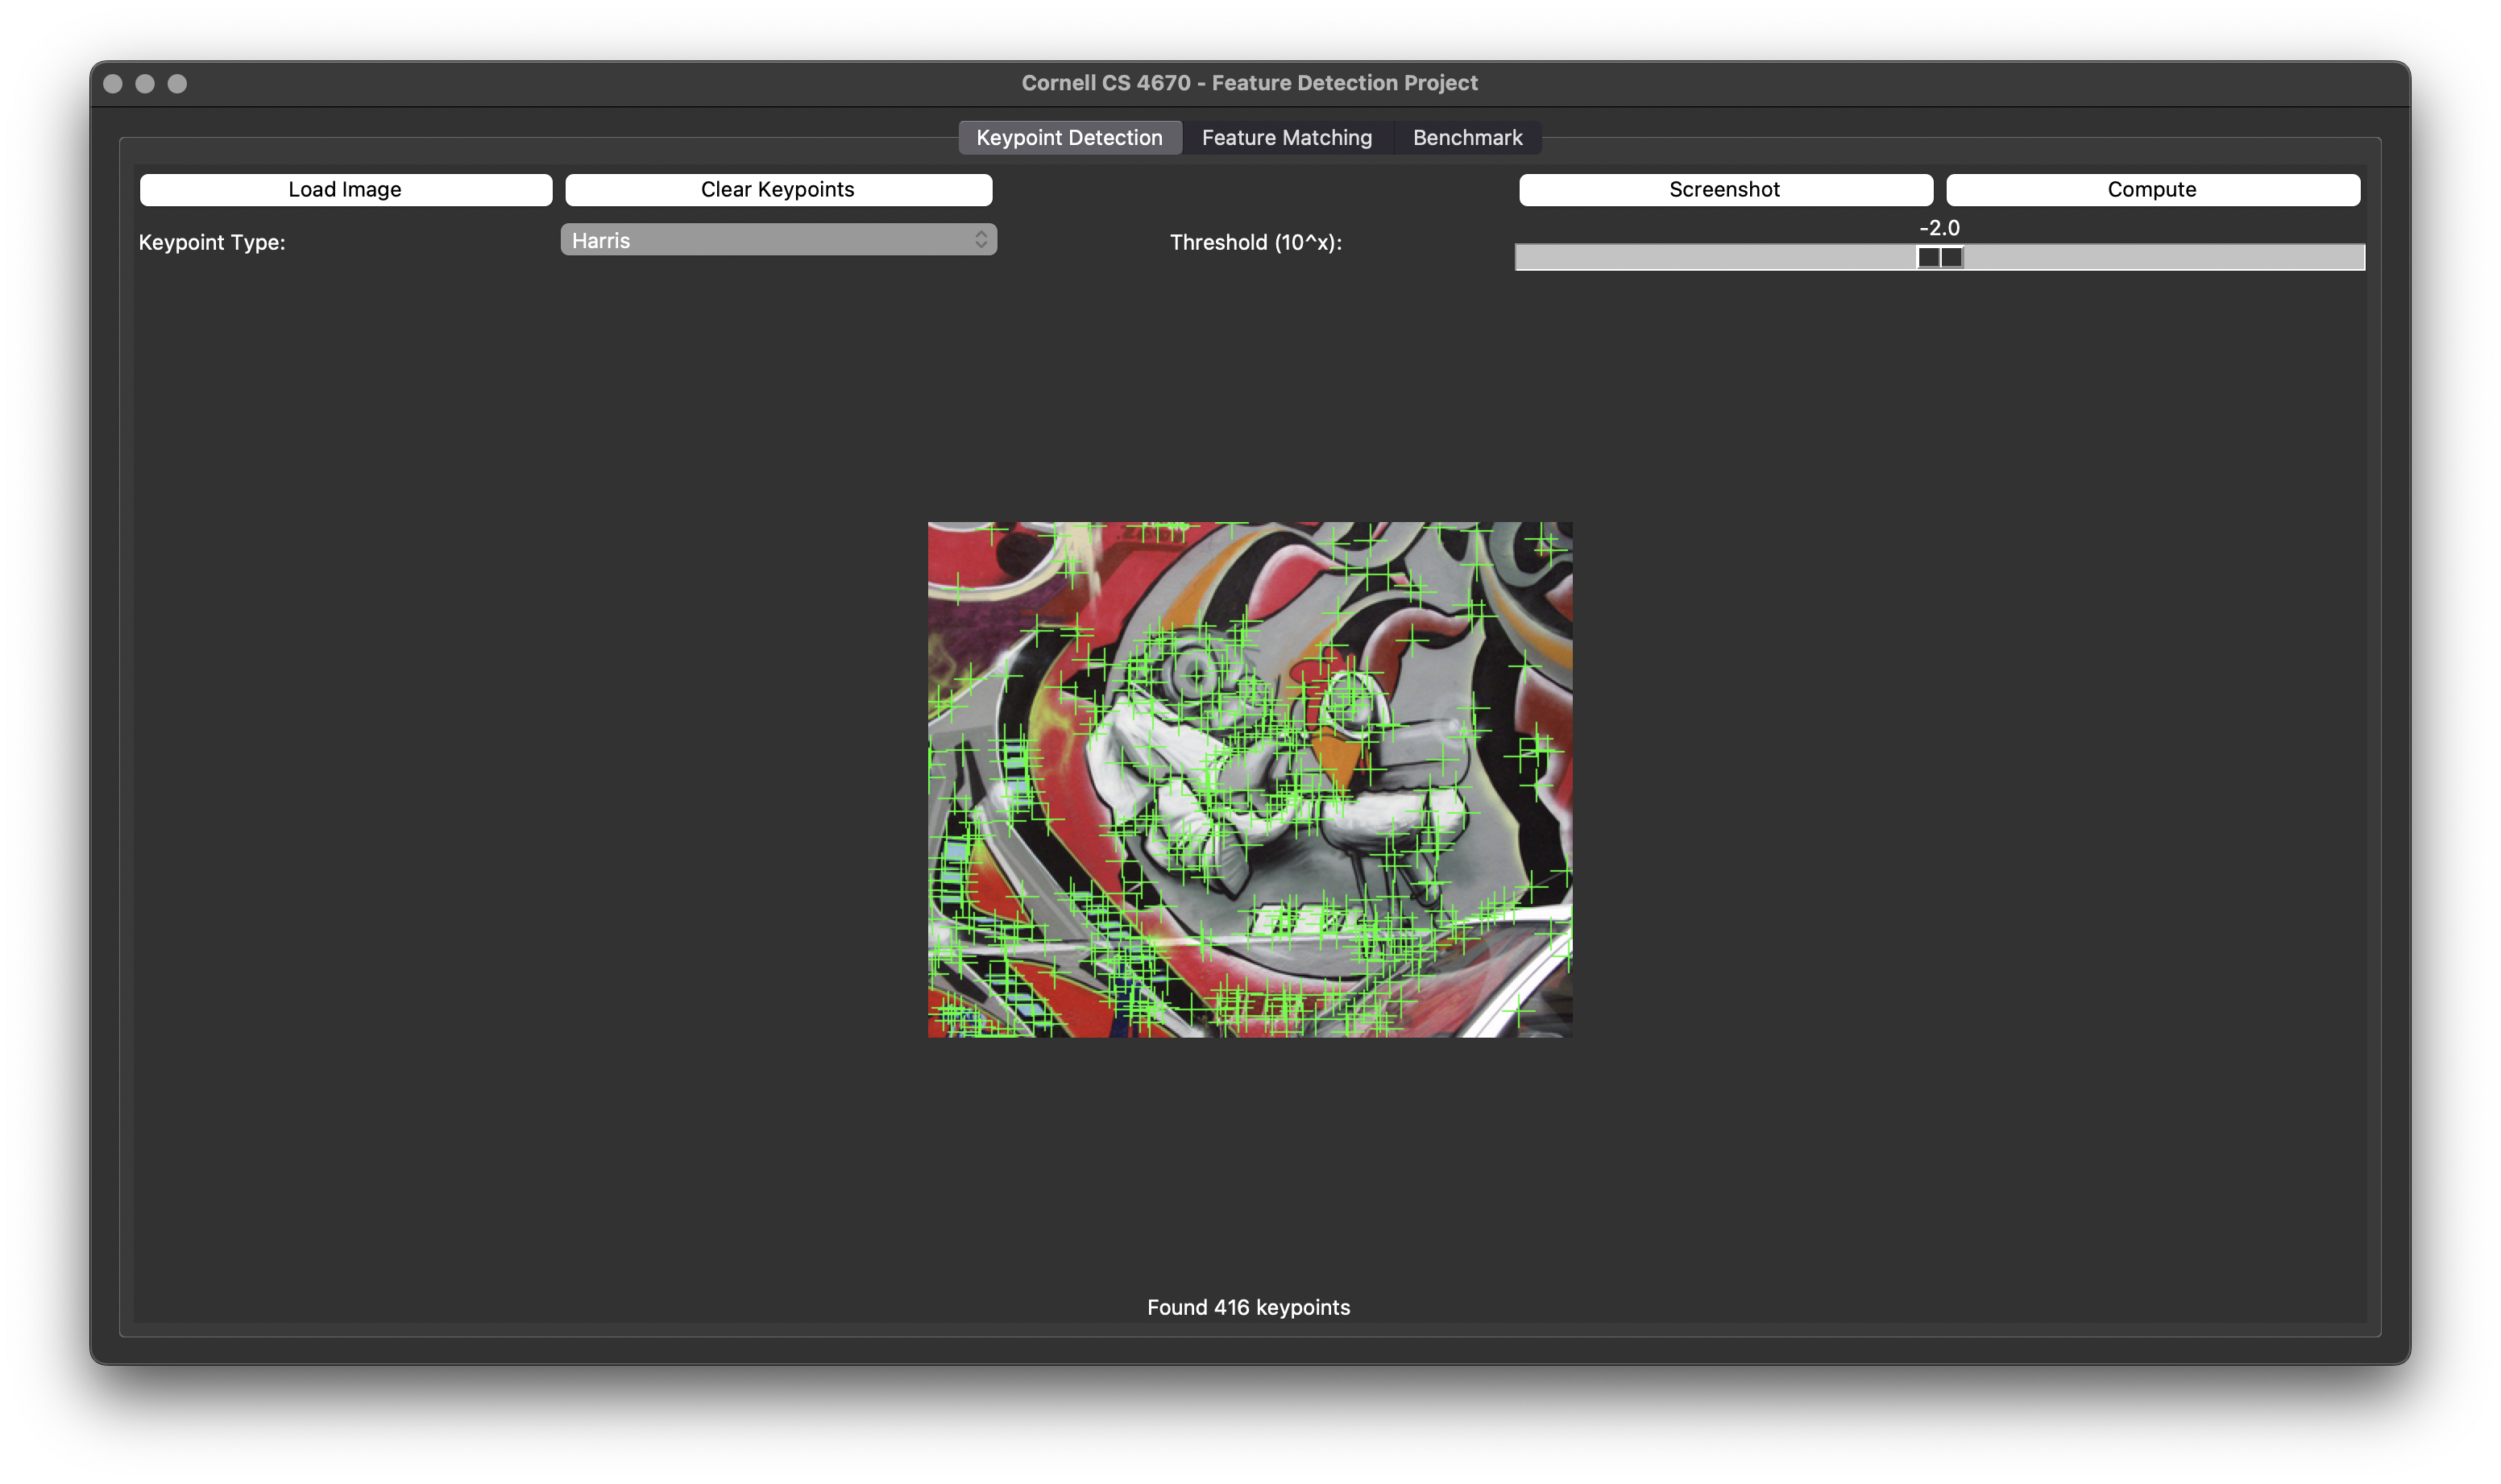 Cornell CS 4670 - Feature Detection Project
Keypoint Detection Feature Matching Benchmark
Load Image Clear Keypoints Screenshot Compute
-2.0
Keypoint Type: Harris Threshold (10^x):
Found 416 keypoints